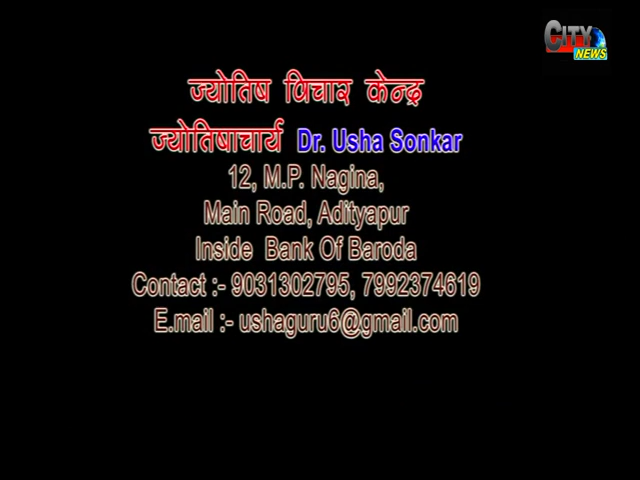 CITY
NEWS
ज्योतिष विचार केन्द्र
ज्योतिषाचार्य Dr. Usha Sonkar
12, M.P. Nagina,
Main Road, Adityapur
Inside Bank Of Baroda
Contact :- 9031302795, 7992374619
E.mail :- ushaguru6@gmail.com